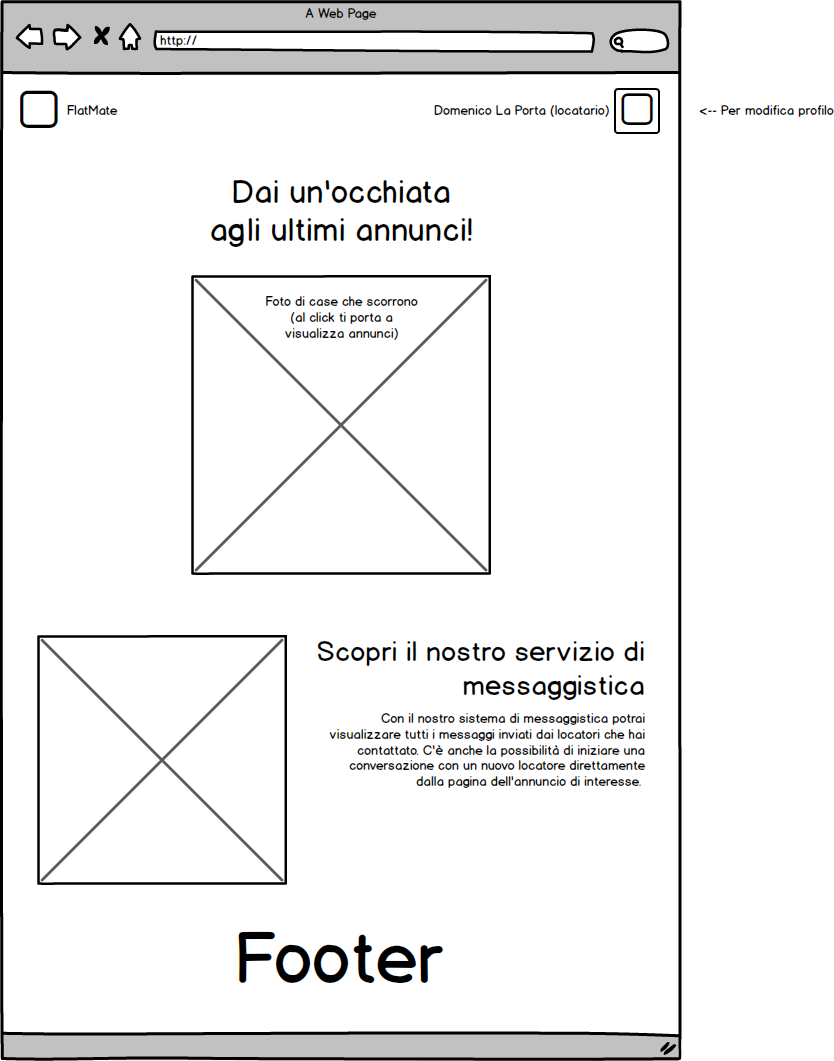 A Web Page
http://
FlatMate
Domenico La Porta (locatario)
<-- Per modifica profilo
Dai un'occhiata
agli ultimi annunci!
Foto di case che scorrono
(al click ti porta a
visualizza annunci)
Scopri il nostro servizio di
messaggistica
Con il nostro sistema di messaggistica potrai
visualizzare tutti i messaggi inviati dai locatori che hai
contattato. C'è anche la possibilità di iniziare una
conversazione con un nuovo locatore direttamente
dalla pagina dell'annuncio di interesse.
Footer